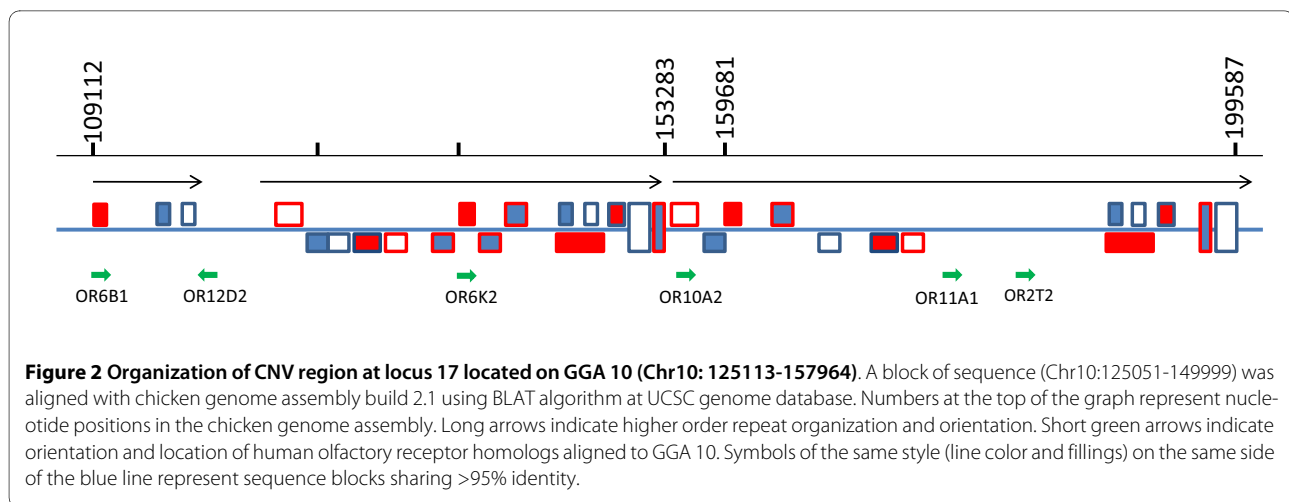 109112
153283
159681
199587
OR6B1
OR12D2
OR6K2
OR10A2
OR11A1
OR2T2
Figure 2 Organization of CNV region at locus 17 located on GGA 10 (Chr10: 125113-157964). A block of sequence (Chr10:125051-149999) was
aligned with chicken genome assembly build 2.1 using BLAT algorithm at UCSC genome database. Numbers at the top of the graph represent nucle-
otide positions in the chicken genome assembly. Long arrows indicate higher order repeat organization and orientation. Short green arrows indicate
orientation and location of human olfactory receptor homologs aligned to GGA 10. Symbols of the same style (line color and fillings) on the same side
of the blue line represent sequence blocks sharing >95% identity.